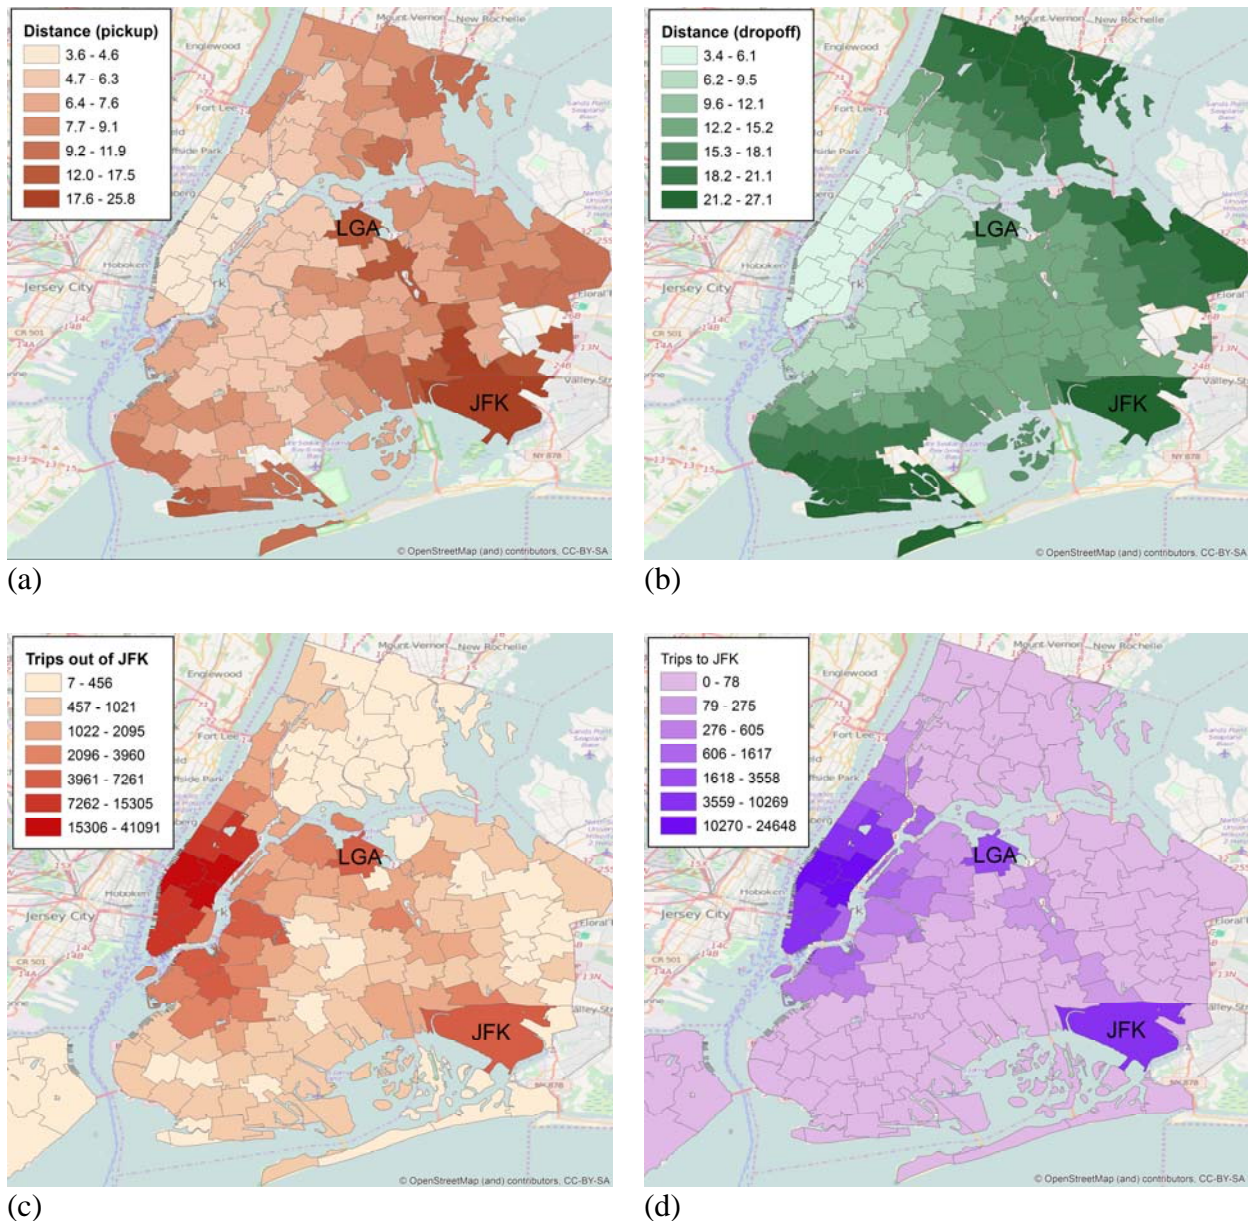 Distance (pickup)
3.6 - 4.6
4.7 - 6.3
6.4 - 7.6
7.7 - 9.1
9.2 - 11.9
12.0 - 17.5
17.6 - 25.8
Mount Vernon
New Rochelle
Englewood
Fort Lee
Hoboken
Jersey City
LGA
JFK
© OpenStreetMap (and) contributors, CC-BY-SA
(a)
Distance (dropoff)
3.4 - 6.1
6.2 - 9.5
9.6 - 12.1
12.2 - 15.2
15.3 - 18.1
18.2 - 21.1
21.2 - 27.1
Mount Vernon
New Rochelle
Englewood
Fort Lee
Hoboken
Jersey City
LGA
JFK
© OpenStreetMap (and) contributors, CC-BY-SA
(b)
Trips out of JFK
7 - 456
457 - 1021
1022 - 2095
2096 - 3960
3961 - 7261
7262 - 15305
15306 - 41091
Mount Vernon
New Rochelle
Englewood
Fort Lee
Hoboken
Jersey City
LGA
JFK
© OpenStreetMap (and) contributors, CC-BY-SA
(c)
Trips to JFK
0 - 78
79 - 275
276 - 605
606 - 1617
1618 - 3558
3559 - 10269
10270 - 24648
Mount Vernon
New Rochelle
Englewood
Fort Lee
Hoboken
Jersey City
LGA
JFK
© OpenStreetMap (and) contributors, CC-BY-SA
(d)